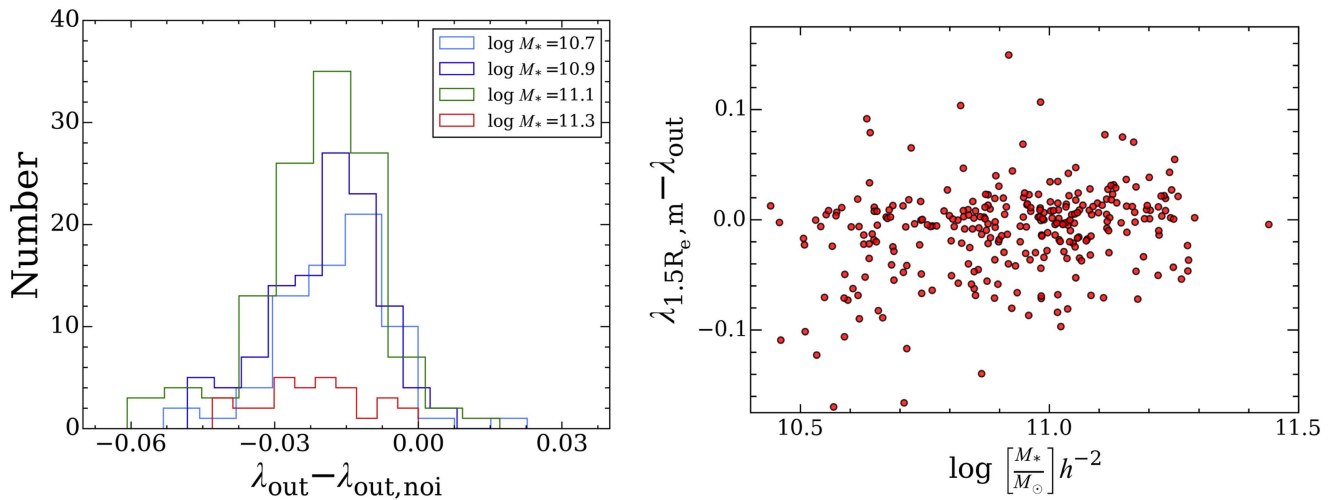 40
30
20
10
0
Number
−0.06
−0.03
0.00
0.03
λout−λout,noi
log M*=10.7
log M*=10.9
log M*=11.1
log M*=11.3
0.1
0.0
−0.1
λ1.5Re,m−λout
10.5
11.0
11.5
log [M*/M☉]h−2